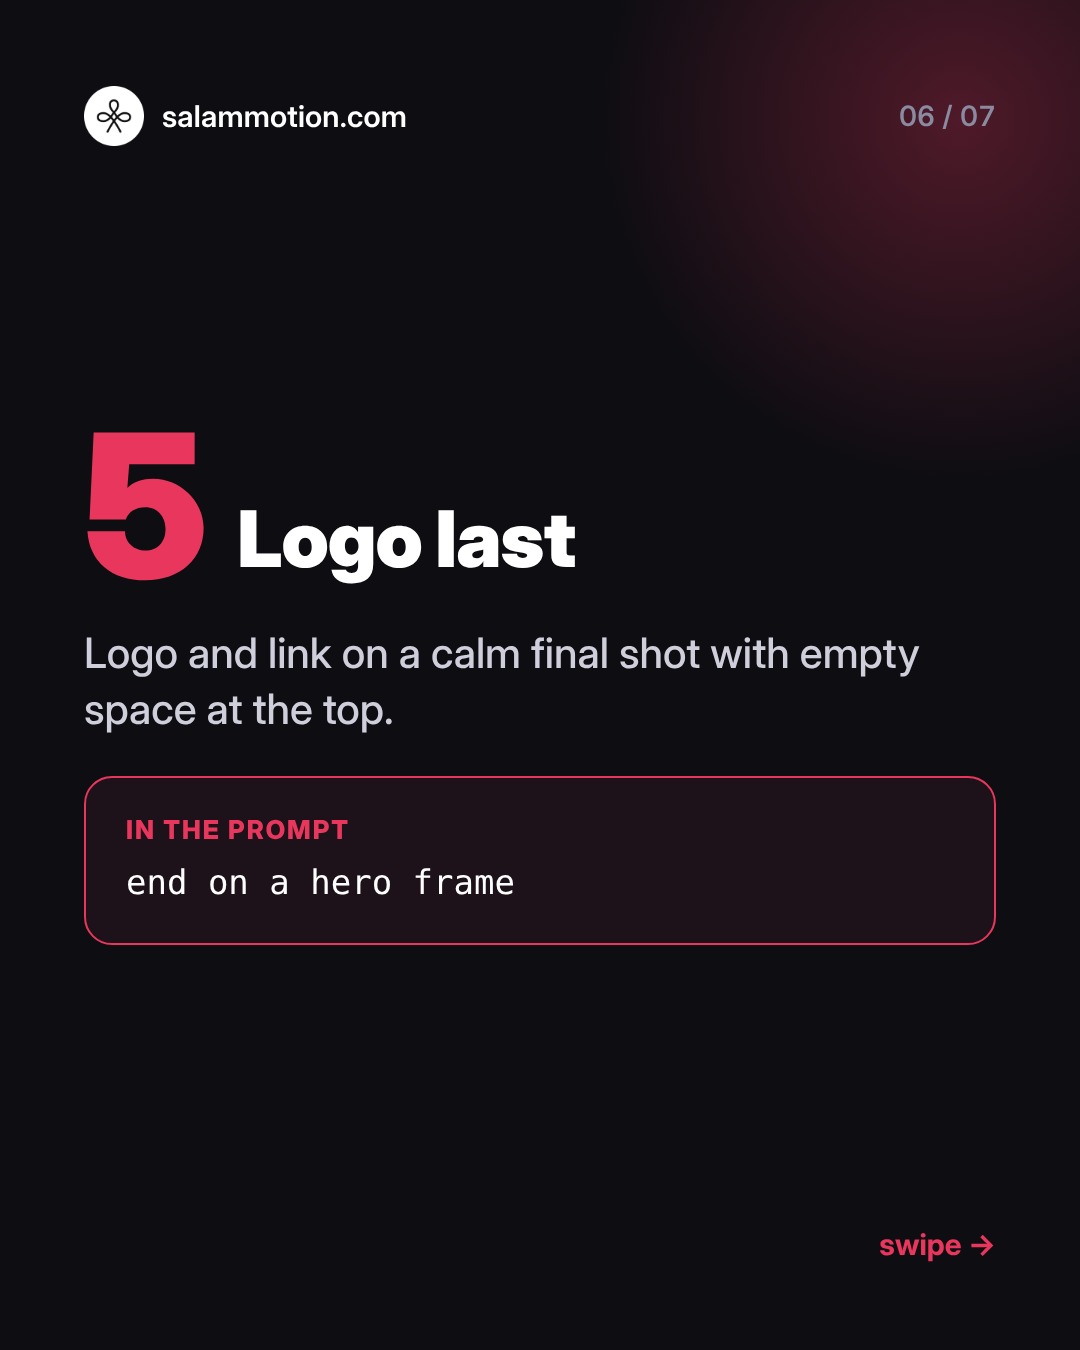 salammotion.com
06 / 07
5 Logo last
Logo and link on a calm final shot with empty
space at the top.
IN THE PROMPT
end on a hero frame
swipe →